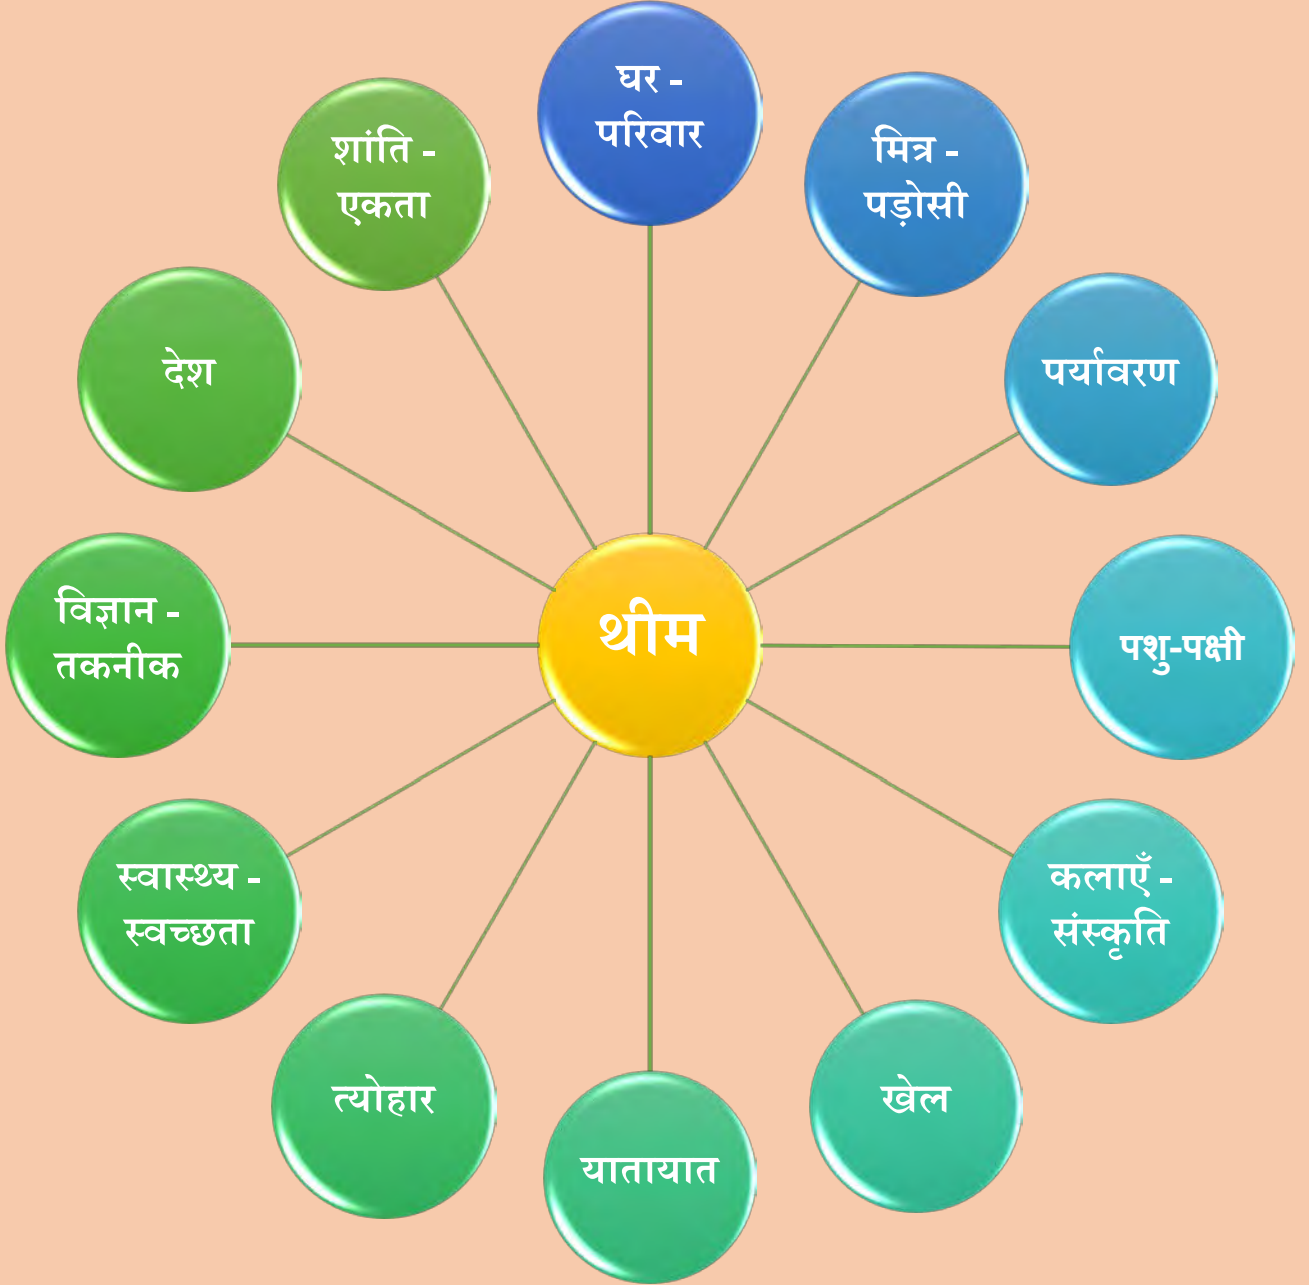 घर -
परिवार
मित्र -
पड़ोसी
पर्यावरण
पशु-पक्षी
कलाएँ -
संस्कृति
खेल
यातायात
त्योहार
स्वास्थ्य -
स्वच्छता
विज्ञान -
तकनीक
देश
शांति -
एकता
थीम